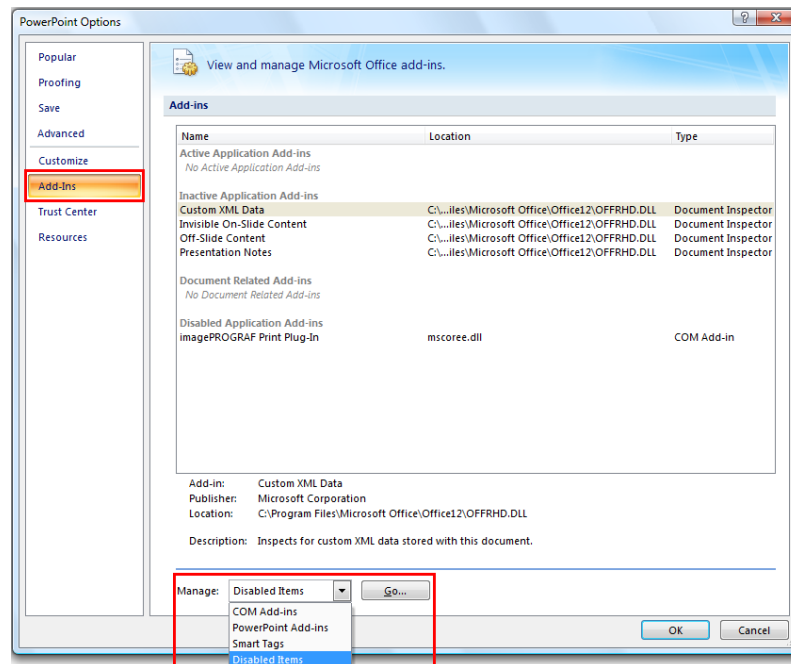 PowerPoint Options
Popular
Proofing
Save
Advanced
Customize
Add-Ins
Trust Center
Resources
View and manage Microsoft Office add-ins.
Add-ins
Name Location Type
Active Application Add-ins
No Active Application Add-ins
Inactive Application Add-ins
Custom XML Data C:\...iles\Microsoft Office\Office12\OFFRHD.DLL Document Inspector
Invisible On-Slide Content C:\...iles\Microsoft Office\Office12\OFFRHD.DLL Document Inspector
Off-Slide Content C:\...iles\Microsoft Office\Office12\OFFRHD.DLL Document Inspector
Presentation Notes C:\...iles\Microsoft Office\Office12\OFFRHD.DLL Document Inspector
Document Related Add-ins
No Document Related Add-ins
Disabled Application Add-ins
imagePROGRAF Print Plug-In mscoree.dll COM Add-in
Add-in: Custom XML Data
Publisher: Microsoft Corporation
Location: C:\Program Files\Microsoft Office\Office12\OFFRHD.DLL
Description: Inspects for custom XML data stored with this document.
Manage: Disabled Items Go...
COM Add-ins
PowerPoint Add-ins
Smart Tags
Disabled Items
OK Cancel